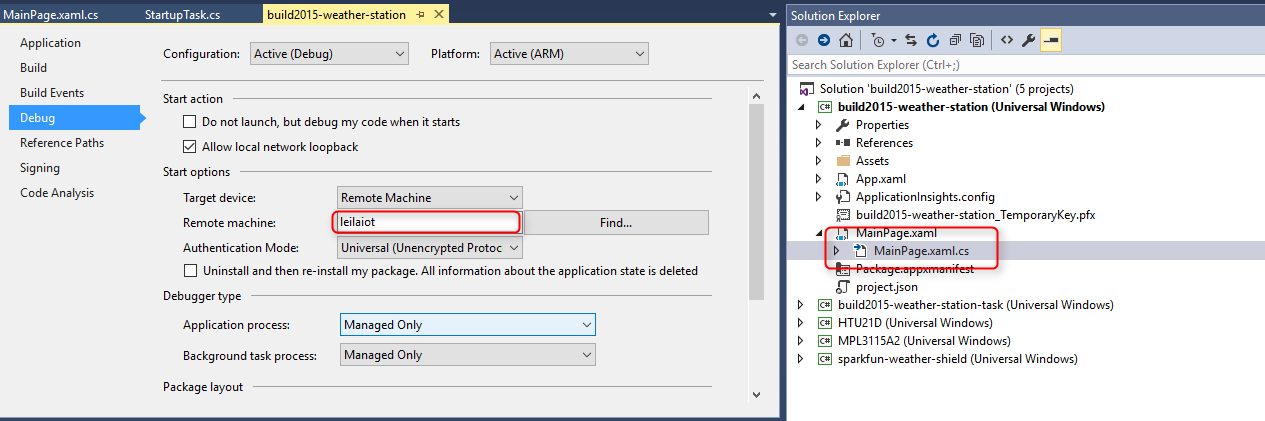 MainPage.xaml.cs
StartupTask.cs
build2015-weather-station
Application
Build
Build Events
Debug
Reference Paths
Signing
Code Analysis
Configuration: Active (Debug) Platform: Active (ARM)
Start action
Do not launch, but debug my code when it starts
Allow local network loopback
Start options
Target device: Remote Machine
Remote machine: leilaiot Find...
Authentication Mode: Universal (Unencrypted Protoc
Uninstall and then re-install my package. All information about the application state is deleted
Debugger type
Application process: Managed Only
Background task process: Managed Only
Package layout
Solution Explorer
Search Solution Explorer (Ctrl+;)
Solution 'build2015-weather-station' (5 projects)
C# build2015-weather-station (Universal Windows)
Properties
References
Assets
App.xaml
ApplicationInsights.config
build2015-weather-station_TemporaryKey.pfx
MainPage.xaml
MainPage.xaml.cs
Package.appxmanifest
project.json
C# build2015-weather-station-task (Universal Windows)
C# HTU21D (Universal Windows)
C# MPL3115A2 (Universal Windows)
C# sparkfun-weather-shield (Universal Windows)